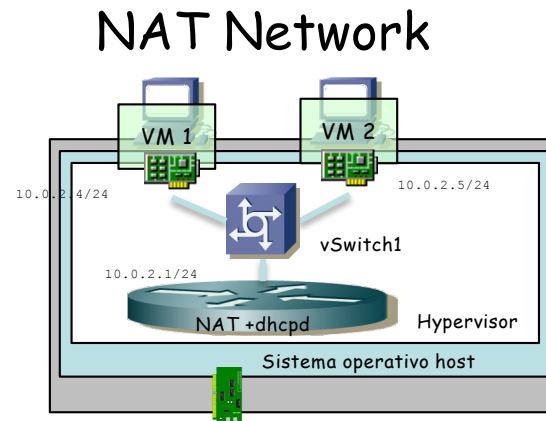 NAT Network
VM 1
VM 2
10.0.2.4/24
10.0.2.5/24
vSwitch1
10.0.2.1/24
NAT +dhcpd
Hypervisor
Sistema operativo host